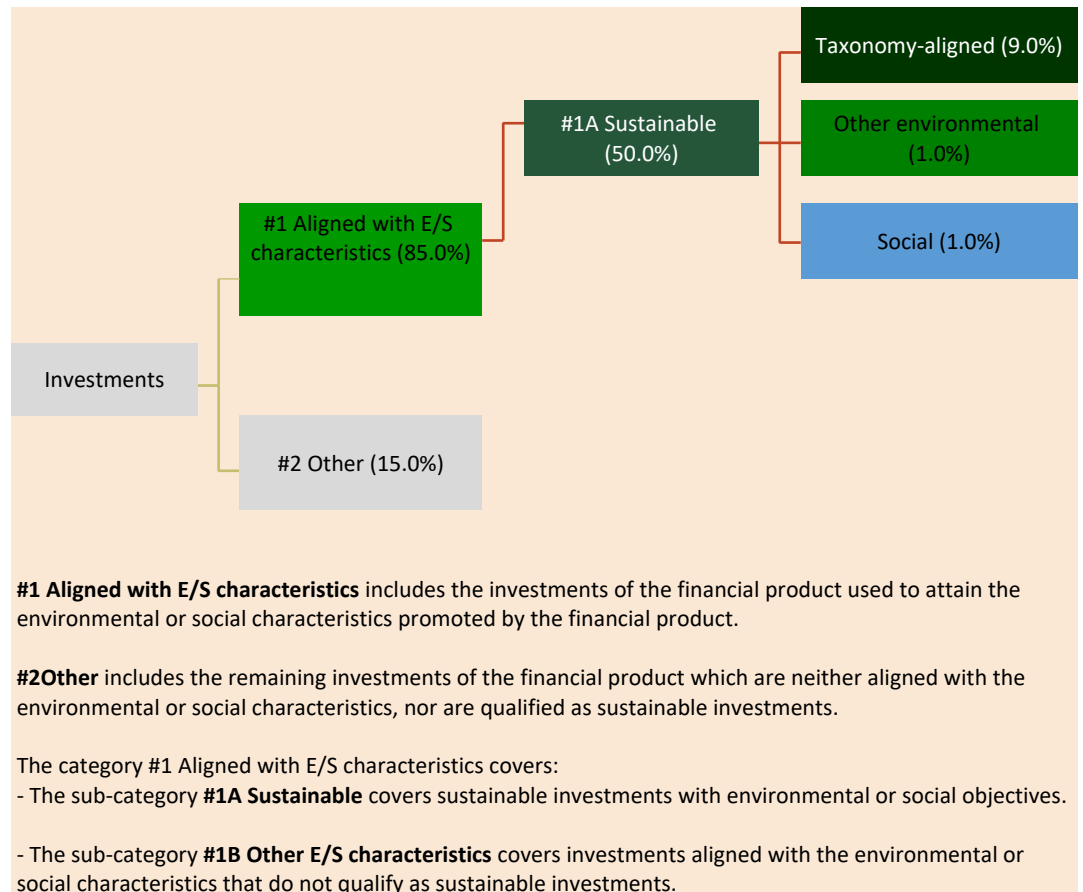 Taxonomy-aligned (9.0%)
#1A Sustainable
(50.0%)
Other environmental
(1.0%)
#1 Aligned with E/S
characteristics (85.0%)
Social (1.0%)
Investments
#2 Other (15.0%)
#1 Aligned with E/S characteristics includes the investments of the financial product used to attain the
environmental or social characteristics promoted by the financial product.
#2Other includes the remaining investments of the financial product which are neither aligned with the
environmental or social characteristics, nor are qualified as sustainable investments.
The category #1 Aligned with E/S characteristics covers:
- The sub-category #1A Sustainable covers sustainable investments with environmental or social objectives.
- The sub-category #1B Other E/S characteristics covers investments aligned with the environmental or
social characteristics that do not qualify as sustainable investments.